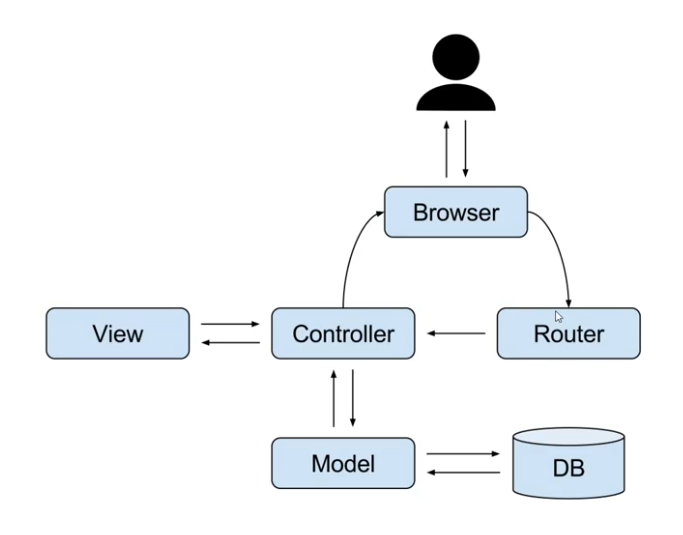 Browser
View
Controller
Router
Model
DB